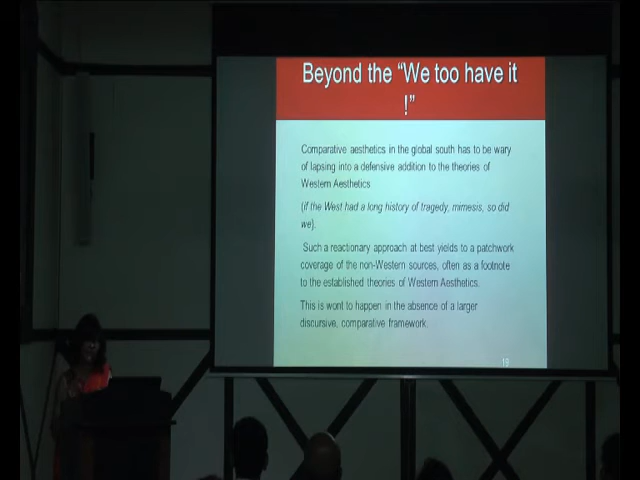 Beyond the “We too have it
!”
Comparative aesthetics in the global south has to be wary
of lapsing into a defensive addition to the theories of
Western Aesthetics
(if the West had a long history of tragedy, mimesis, so did
we).
Such a reactionary approach at best yields to a patchwork
coverage of the non-Western sources, often as a footnote
to the established theories of Western Aesthetics.
This is wont to happen in the absence of a larger
discursive, comparative framework.
19